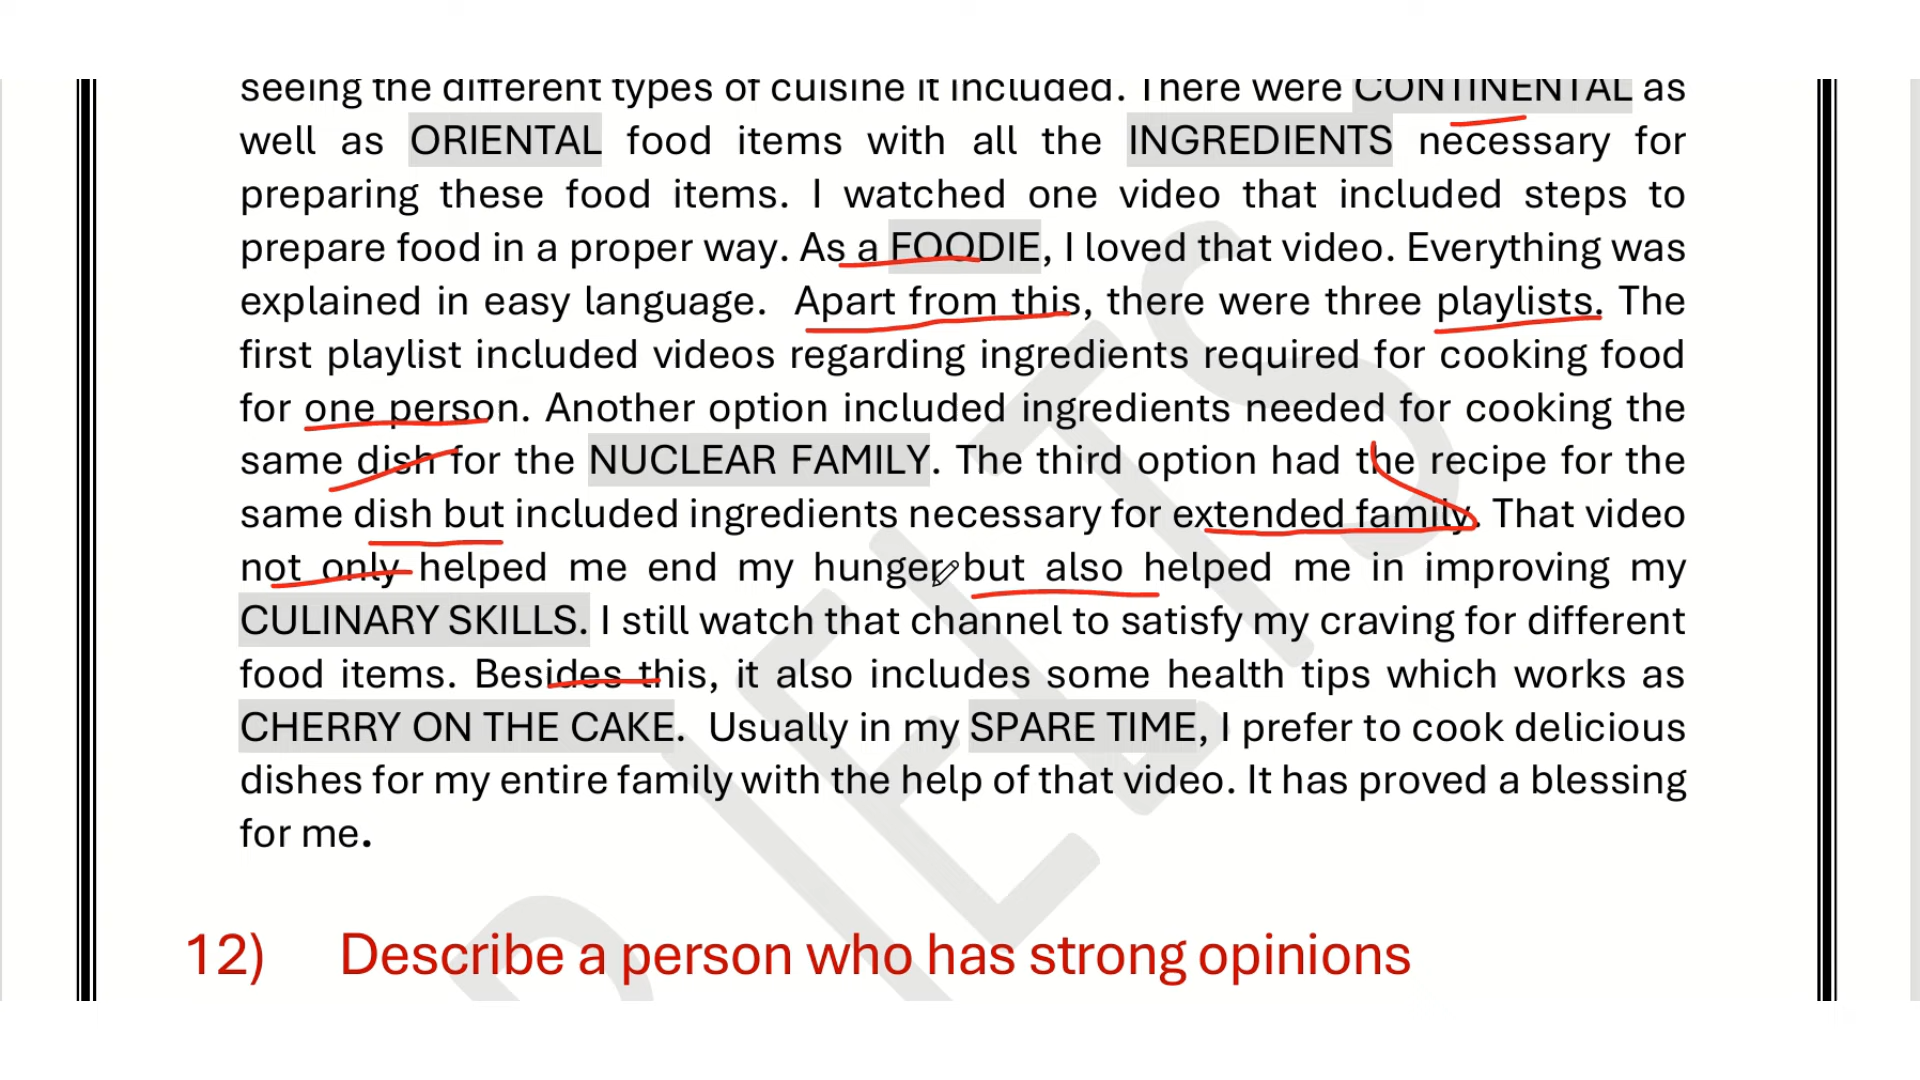 seeing the different types of cuisine it included. There were CONTINENTAL as
well as ORIENTAL food items with all the INGREDIENTS necessary for
preparing these food items. I watched one video that included steps to
prepare food in a proper way. As a FOODIE, I loved that video. Everything was
explained in easy language. Apart from this, there were three playlists. The
first playlist included videos regarding ingredients required for cooking food
for one person. Another option included ingredients needed for cooking the
same dish for the NUCLEAR FAMILY. The third option had the recipe for the
same dish but included ingredients necessary for extended family. That video
not only helped me end my hunger but also helped me in improving my
CULINARY SKILLS. I still watch that channel to satisfy my craving for different
food items. Besides this, it also includes some health tips which works as
CHERRY ON THE CAKE. Usually in my SPARE TIME, I prefer to cook delicious
dishes for my entire family with the help of that video. It has proved a blessing
for me.
12) Describe a person who has strong opinions
IELTS